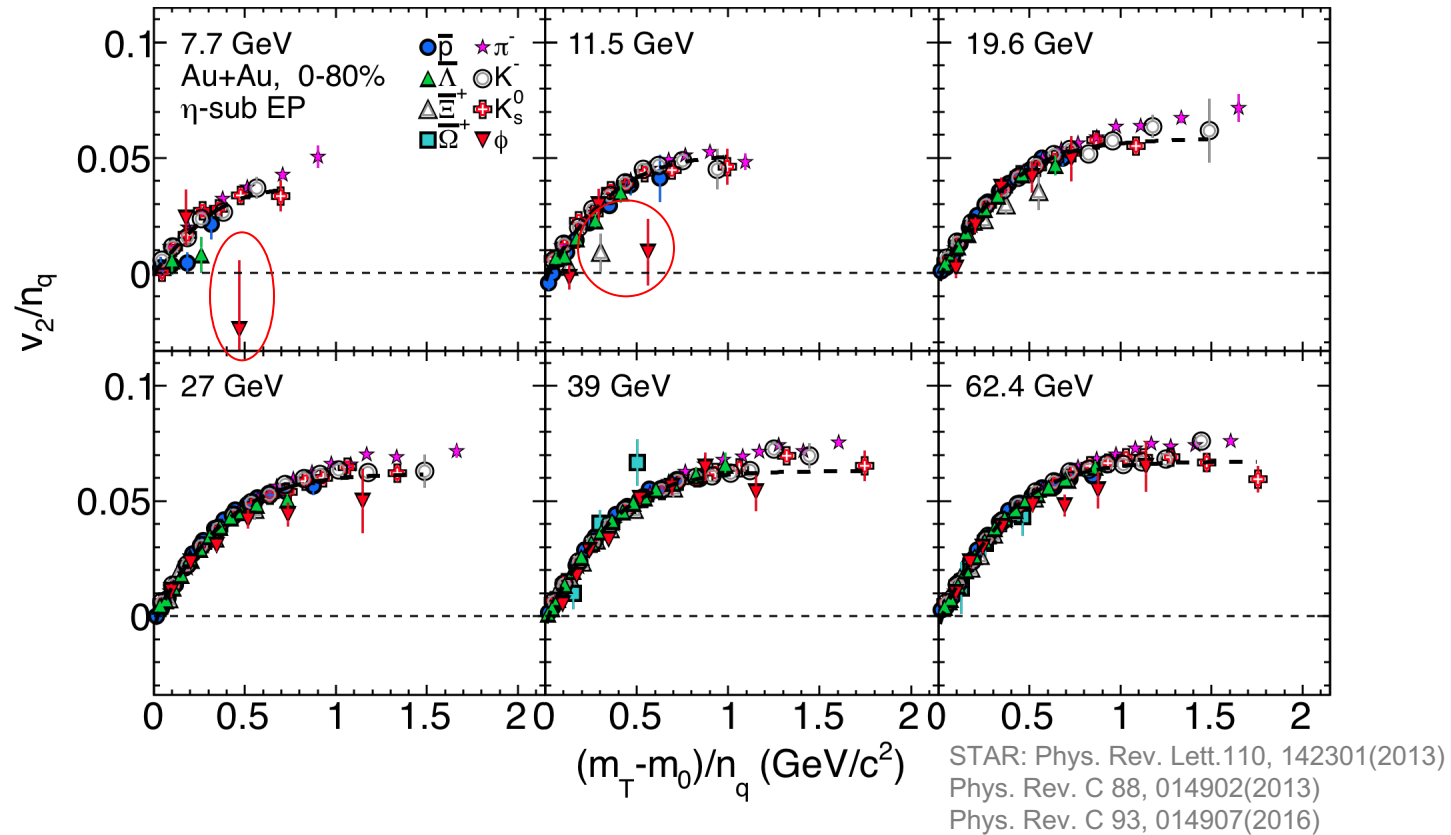 7.7 GeV
Au+Au, 0-80%
η-sub EP
p̅ π⁻
Λ̅ K⁻
Ξ̅⁺ K⁰ₛ
Ω̅⁺ ϕ
11.5 GeV
19.6 GeV
0.1
0.05
0
27 GeV
39 GeV
62.4 GeV
0.1
0.05
0
v₂/n_q
0 0.5 1 1.5 2 0 0.5 1 1.5 2 0 0.5 1 1.5 2
(m_T-m₀)/n_q (GeV/c²)
STAR: Phys. Rev. Lett.110, 142301(2013)
Phys. Rev. C 88, 014902(2013)
Phys. Rev. C 93, 014907(2016)